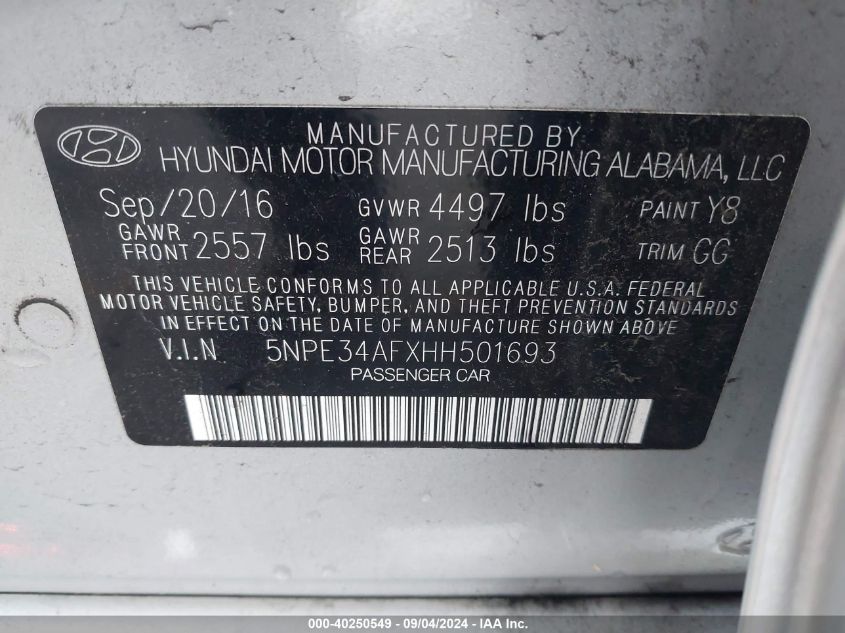 MANUFACTURED BY
HYUNDAI MOTOR MANUFACTURING ALABAMA, LLC
Sep/20/16 GVWR 4497 lbs PAINT Y8
GAWR FRONT 2557 lbs GAWR REAR 2513 lbs TRIM GG
THIS VEHICLE CONFORMS TO ALL APPLICABLE U.S.A. FEDERAL
MOTOR VEHICLE SAFETY, BUMPER, AND THEFT PREVENTION STANDARDS
IN EFFECT ON THE DATE OF MANUFACTURE SHOWN ABOVE
V.I.N 5NPE34AFXHH501693
PASSENGER CAR
000-40250549 - 09/04/2024 - IAA Inc.